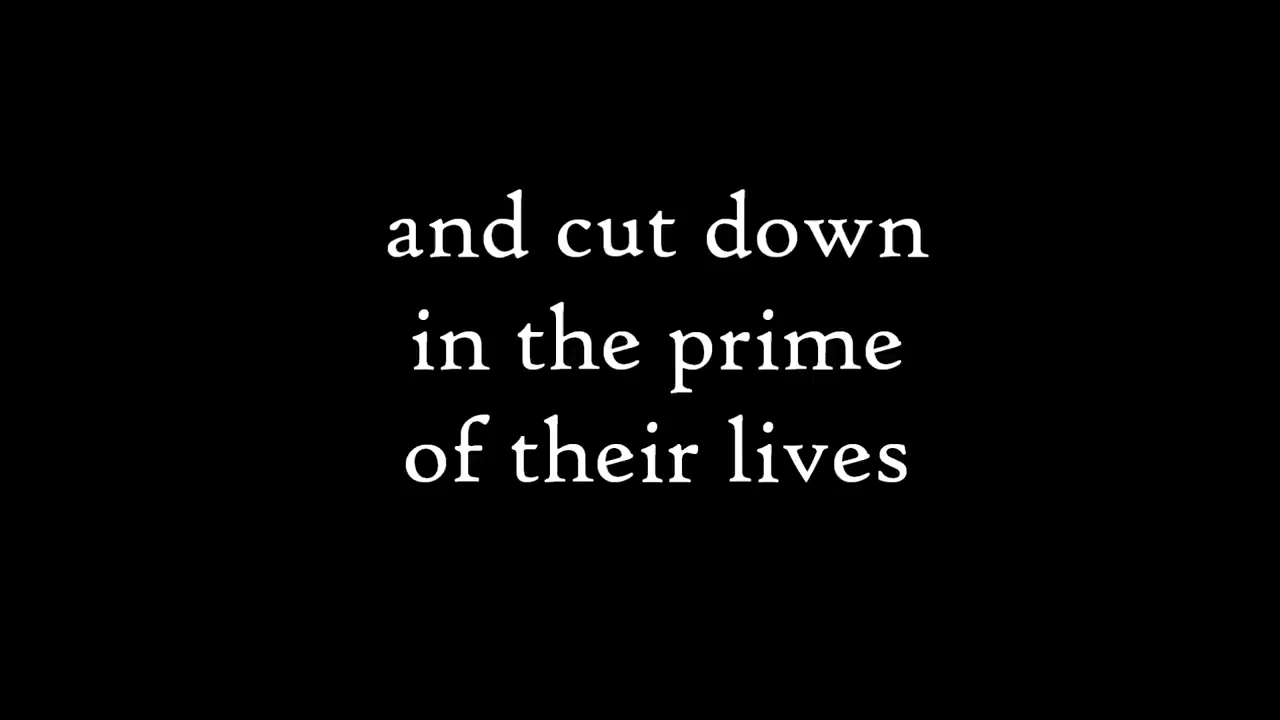 and cut down
in the prime
of their lives